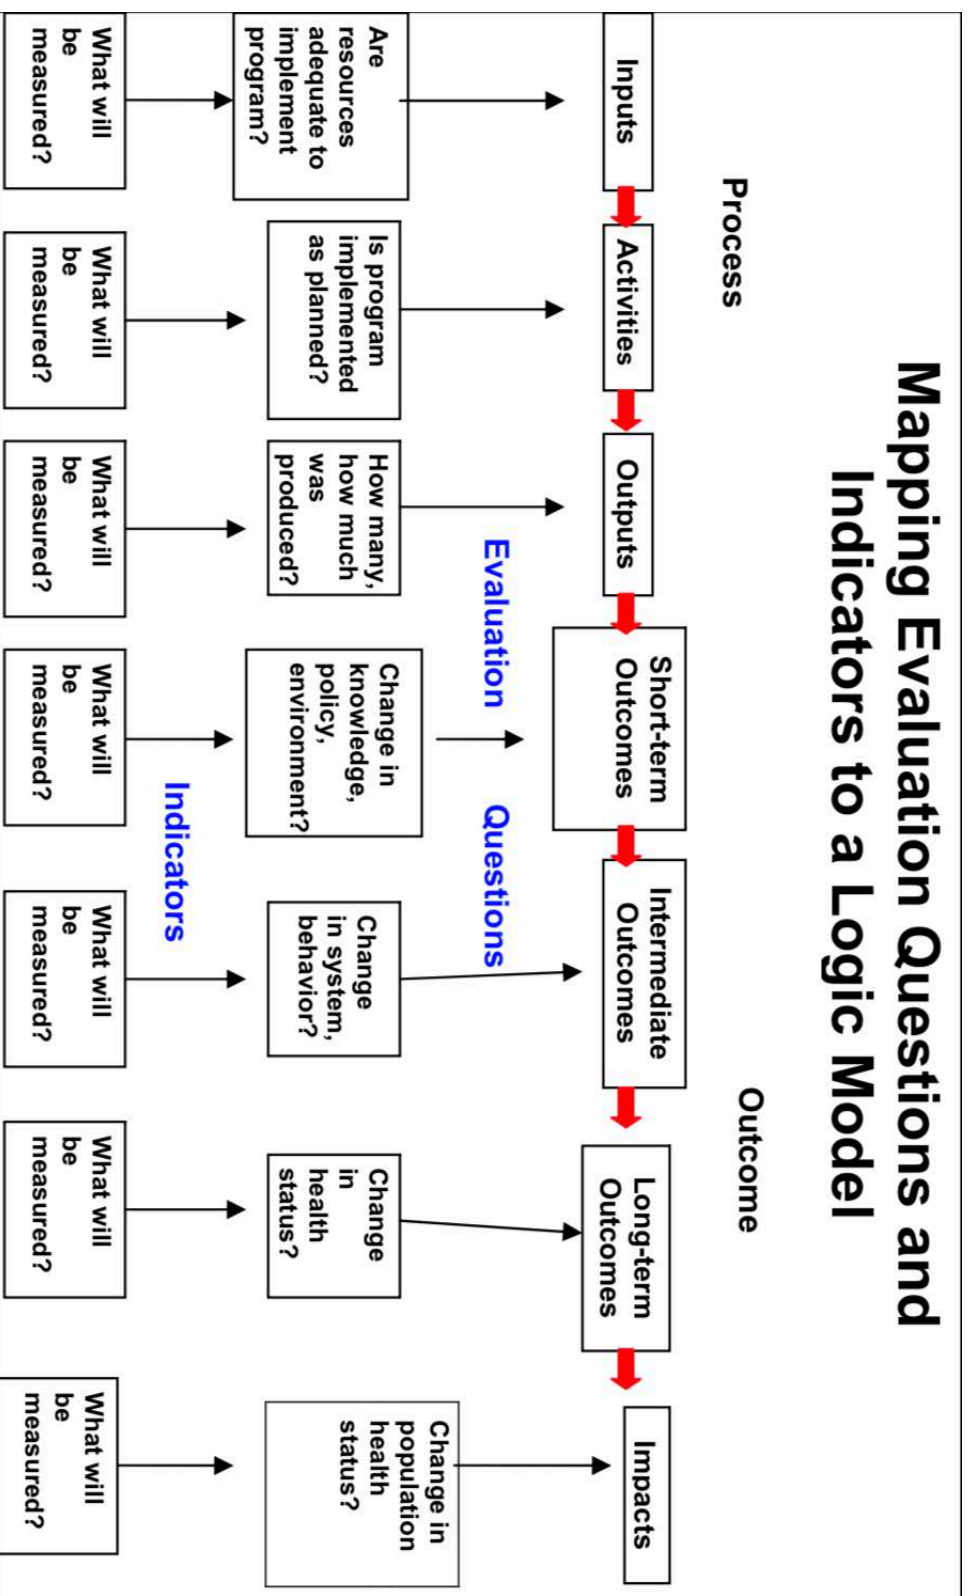 Mapping Evaluation Questions and
Indicators to a Logic Model
Process
Outcome
Inputs
Activities
Outputs
Short-term
Outcomes
Intermediate
Outcomes
Long-term
Outcomes
Impacts
Evaluation
Questions
Are
resources
adequate to
implement
program?
Is program
implemented
as planned?
How many,
how much
was
produced?
Change in
knowledge,
policy,
environment?
Change
in system,
behavior?
Change
in
health
status?
Change in
population
health
status?
Indicators
What will
be
measured?
What will
be
measured?
What will
be
measured?
What will
be
measured?
What will
be
measured?
What will
be
measured?
What will
be
measured?